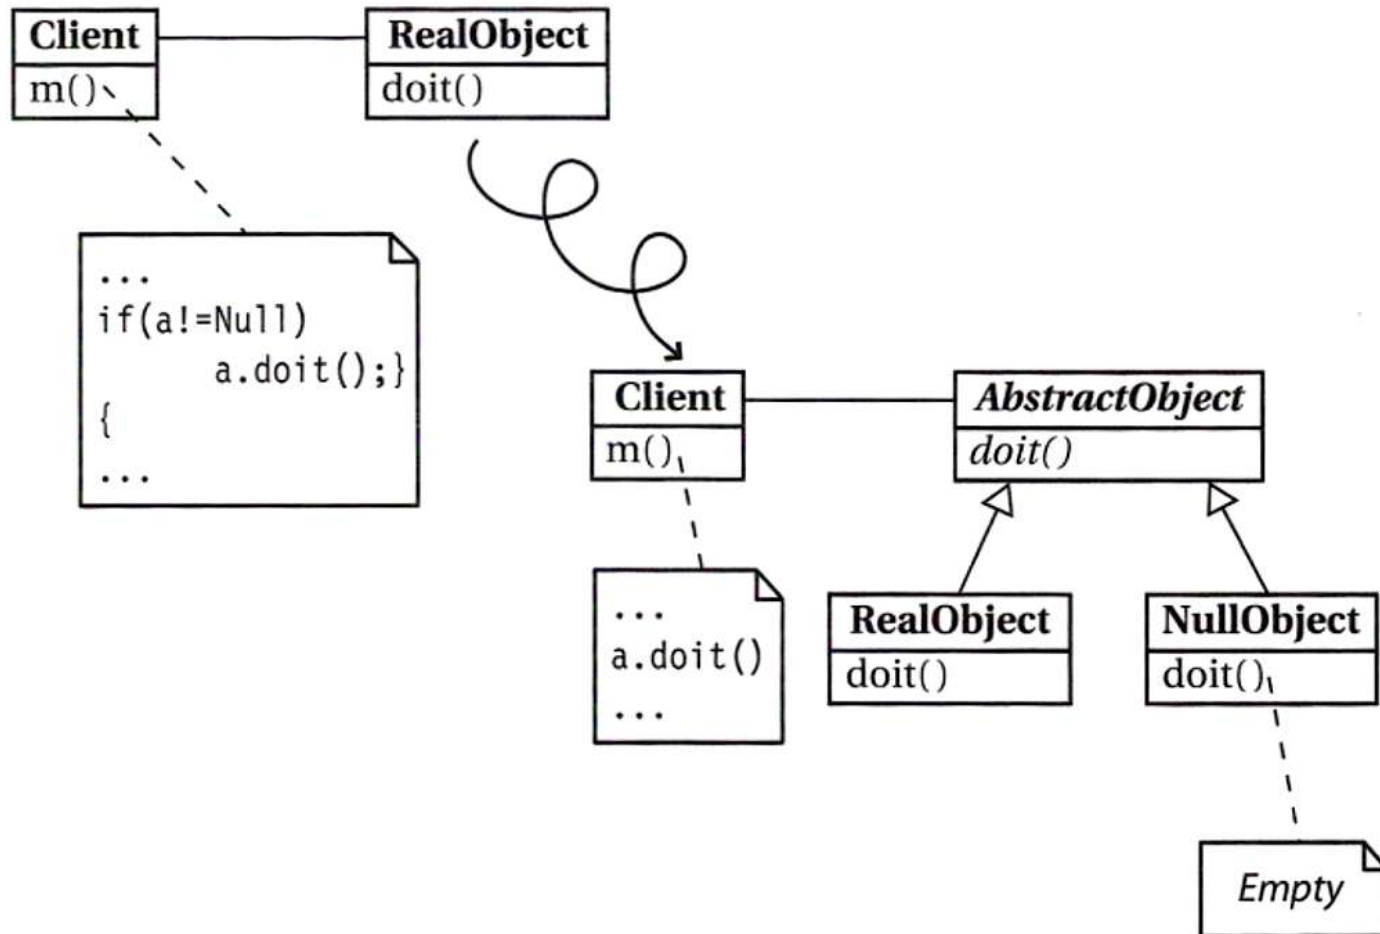 Client
m()
RealObject
doit()
...
if(a!=Null)
a.doit();}
{
...
Client
m()
AbstractObject
doit()
...
a.doit()
...
RealObject
doit()
NullObject
doit()
Empty